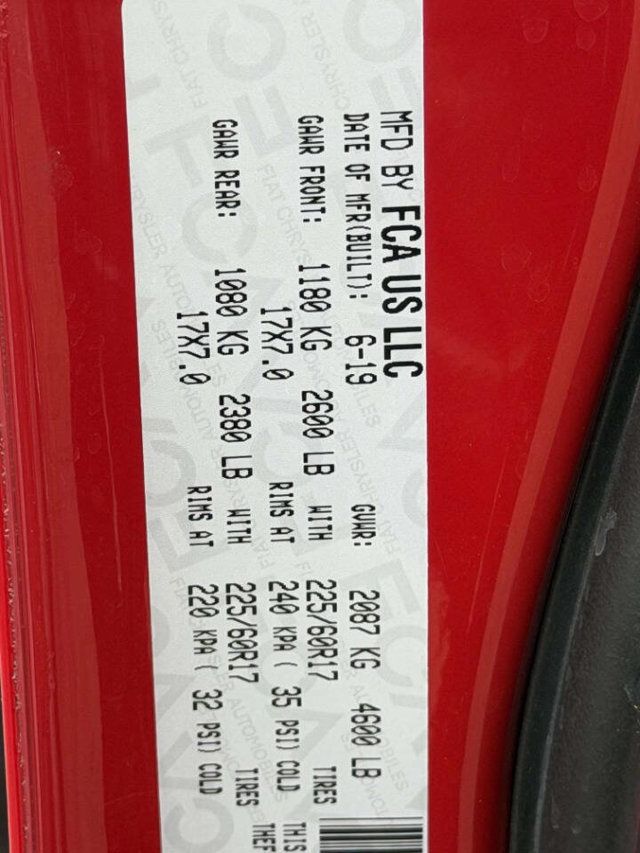 MFD BY FCA US LLC
DATE OF MFR(BUILT): 6-19 GVWR: 2087 KG 4600 LB
GAWR FRONT: 1180 KG 2600 LB WITH 225/60R17 TIRES THIS
17X7.0 RIMS AT 240 KPA ( 35 PSI) COLD THEF
GAWR REAR: 1080 KG 2380 LB WITH 225/60R17 TIRES
17X7.0 RIMS AT 220 KPA ( 32 PSI) COLD